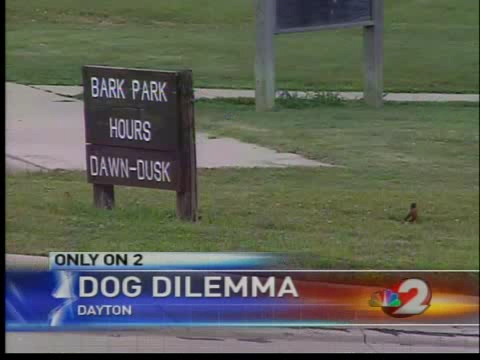 BARK PARK
HOURS
DAWN-DUSK
ONLY ON 2
DOG DILEMMA
DAYTON
2